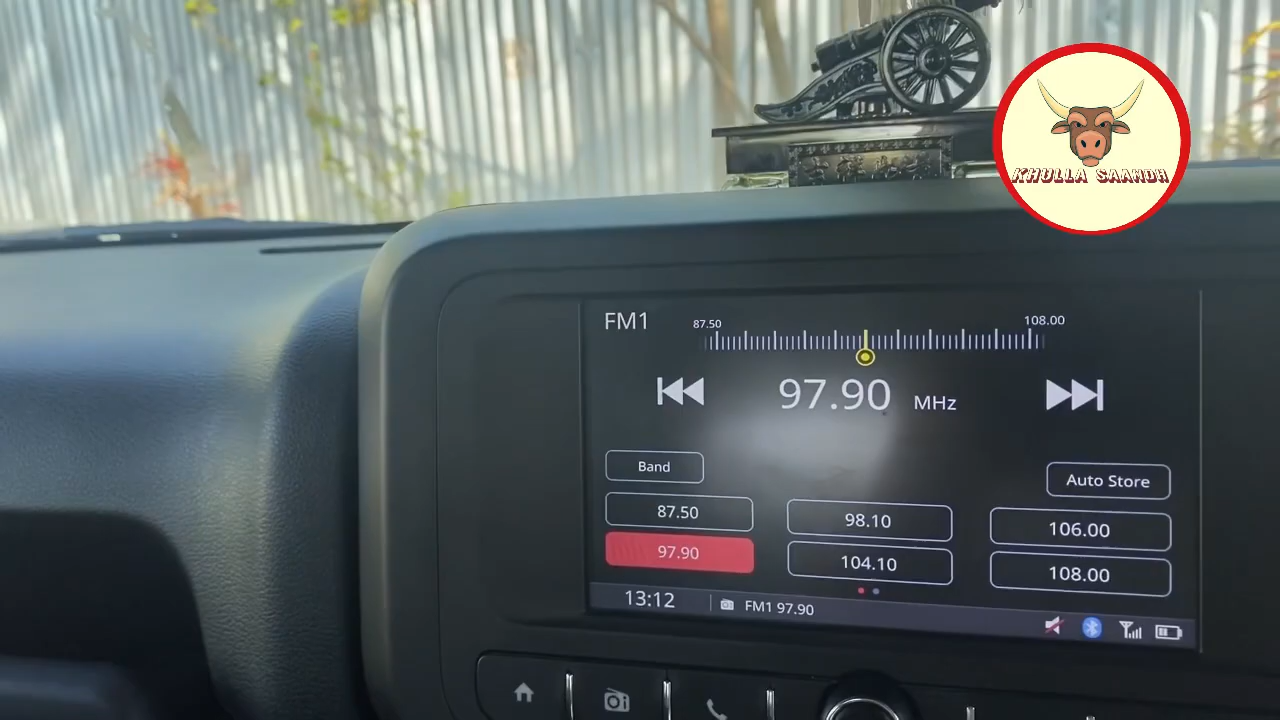 KHULLA SAANDH
FM1
87.50
108.00
97.90 MHz
Band
Auto Store
87.50
98.10
106.00
97.90
104.10
108.00
13:12
FM1 97.90